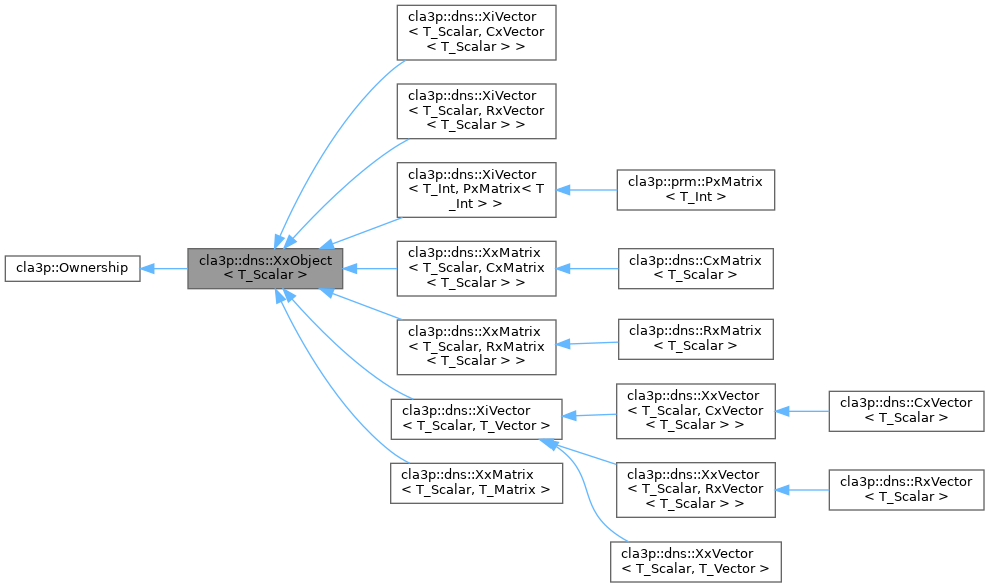 cla3p::Ownership
cla3p::dns::XxObject
< T_Scalar >
cla3p::dns::XiVector
< T_Scalar, CxVector
< T_Scalar > >
cla3p::dns::XiVector
< T_Scalar, RxVector
< T_Scalar > >
cla3p::dns::XiVector
< T_Int, PxMatrix< T
_Int > >
cla3p::dns::XxMatrix
< T_Scalar, CxMatrix
< T_Scalar > >
cla3p::dns::XxMatrix
< T_Scalar, RxMatrix
< T_Scalar > >
cla3p::dns::XiVector
< T_Scalar, T_Vector >
cla3p::dns::XxMatrix
< T_Scalar, T_Matrix >
cla3p::prm::PxMatrix
< T_Int >
cla3p::dns::CxMatrix
< T_Scalar >
cla3p::dns::RxMatrix
< T_Scalar >
cla3p::dns::XxVector
< T_Scalar, CxVector
< T_Scalar > >
cla3p::dns::XxVector
< T_Scalar, RxVector
< T_Scalar > >
cla3p::dns::XxVector
< T_Scalar, T_Vector >
cla3p::dns::CxVector
< T_Scalar >
cla3p::dns::RxVector
< T_Scalar >